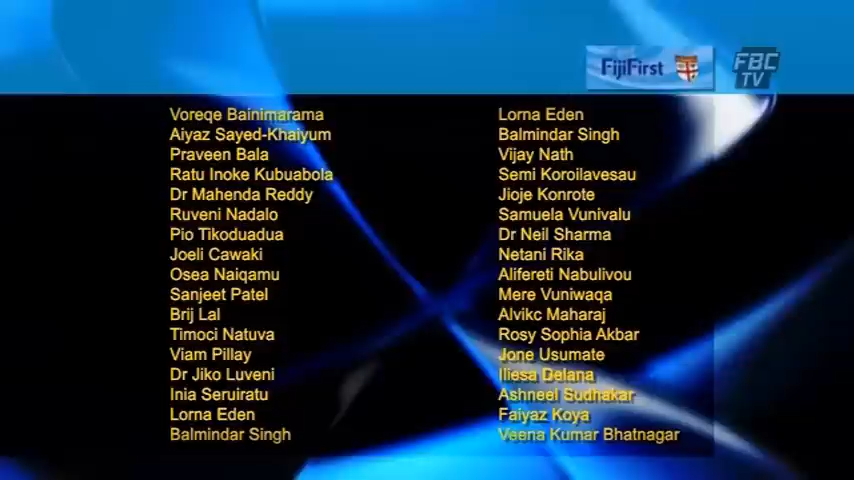 FijiFirst
FBC
TV
Voreqe Bainimarama
Aiyaz Sayed-Khaiyum
Praveen Bala
Ratu Inoke Kubuabola
Dr Mahenda Reddy
Ruveni Nadalo
Pio Tikoduadua
Joeli Cawaki
Osea Naiqamu
Sanjeet Patel
Brij Lal
Timoci Natuva
Viam Pillay
Dr Jiko Luveni
Inia Seruiratu
Lorna Eden
Balmindar Singh
Lorna Eden
Balmindar Singh
Vijay Nath
Semi Koroilavesau
Jioje Konrote
Samuela Vunivalu
Dr Neil Sharma
Netani Rika
Alifereti Nabulivou
Mere Vuniwaqa
Alvikc Maharaj
Rosy Sophia Akbar
Jone Usumate
Iliesa Delana
Ashneel Sudhakar
Faiyaz Koya
Veena Kumar Bhatnagar